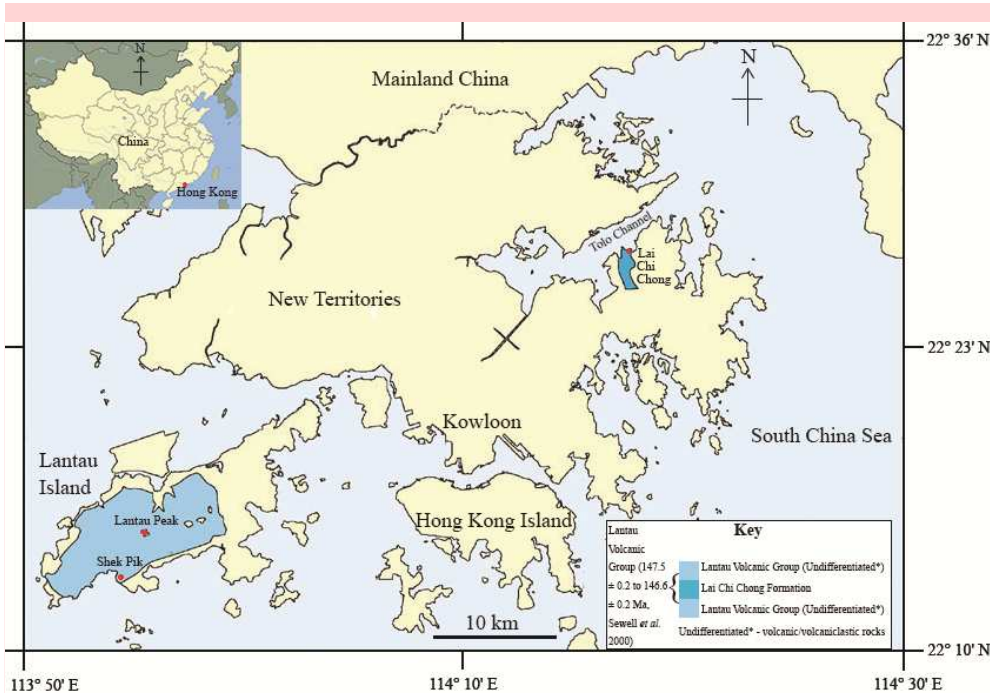 22° 36' N
N
Mainland China
N
China
Hong Kong
Tolo Channel
Lai
Chi
Chong
New Territories
22° 23' N
Kowloon
South China Sea
Lantau
Island
Lantau Peak
Hong Kong Island
Shek Pik
Key
Lantau
Volcanic
Group (147.5
± 0.2 to 146.6
± 0.2 Ma,
Sewell et al.
2000)
{
Lantau Volcanic Group (Undifferentiated*)
Lai Chi Chong Formation
Lantau Volcanic Group (Undifferentiated*)
Undifferentiated* - volcanic/volcaniclastic rocks
10 km
22° 10' N
113° 50' E
114° 10' E
114° 30' E